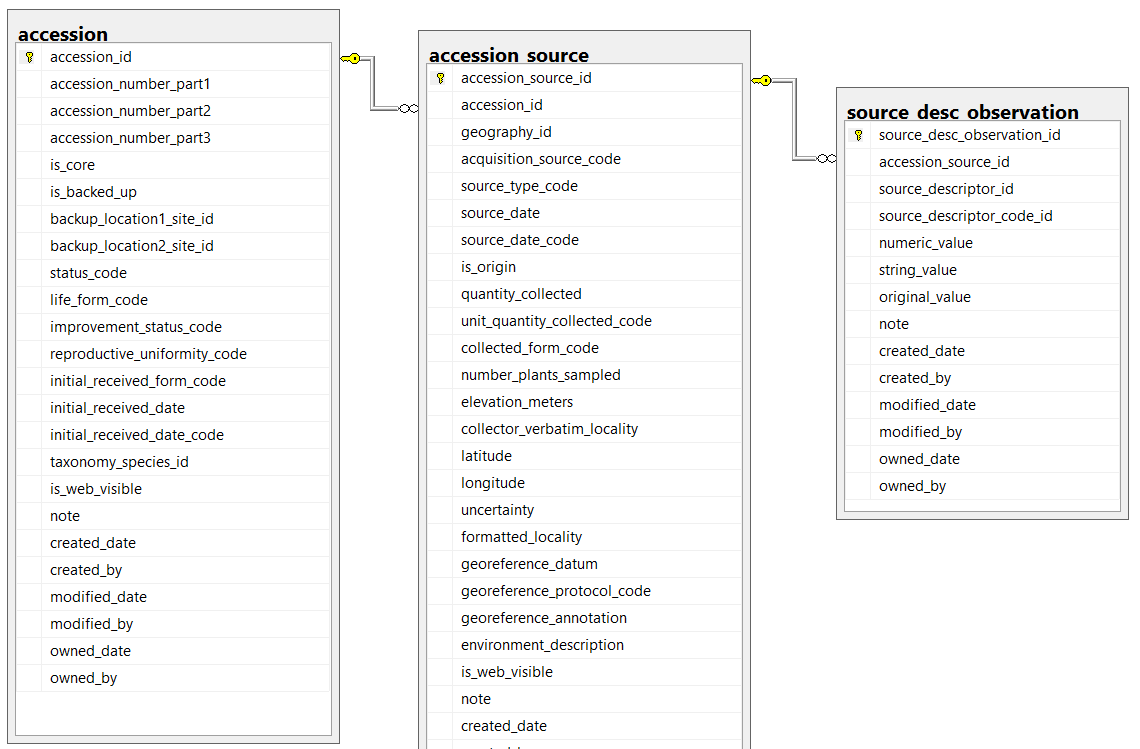 accession
accession_id
accession_number_part1
accession_number_part2
accession_number_part3
is_core
is_backed_up
backup_location1_site_id
backup_location2_site_id
status_code
life_form_code
improvement_status_code
reproductive_uniformity_code
initial_received_form_code
initial_received_date
initial_received_date_code
taxonomy_species_id
is_web_visible
note
created_date
created_by
modified_date
modified_by
owned_date
owned_by
accession_source
accession_source_id
accession_id
geography_id
acquisition_source_code
source_type_code
source_date
source_date_code
is_origin
quantity_collected
unit_quantity_collected_code
collected_form_code
number_plants_sampled
elevation_meters
collector_verbatim_locality
latitude
longitude
uncertainty
formatted_locality
georeference_datum
georeference_protocol_code
georeference_annotation
environment_description
is_web_visible
note
created_date
source_desc_observation
source_desc_observation_id
accession_source_id
source_descriptor_id
source_descriptor_code_id
numeric_value
string_value
original_value
note
created_date
created_by
modified_date
modified_by
owned_date
owned_by